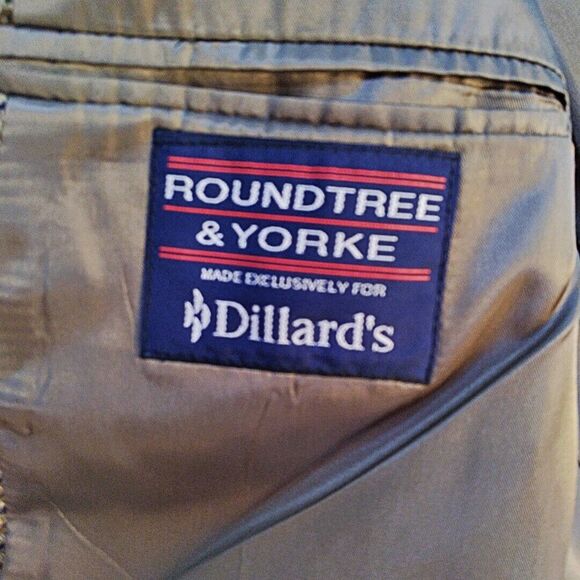 ROUNDTREE
& YORKE
MADE EXCLUSIVELY FOR
Dillard's